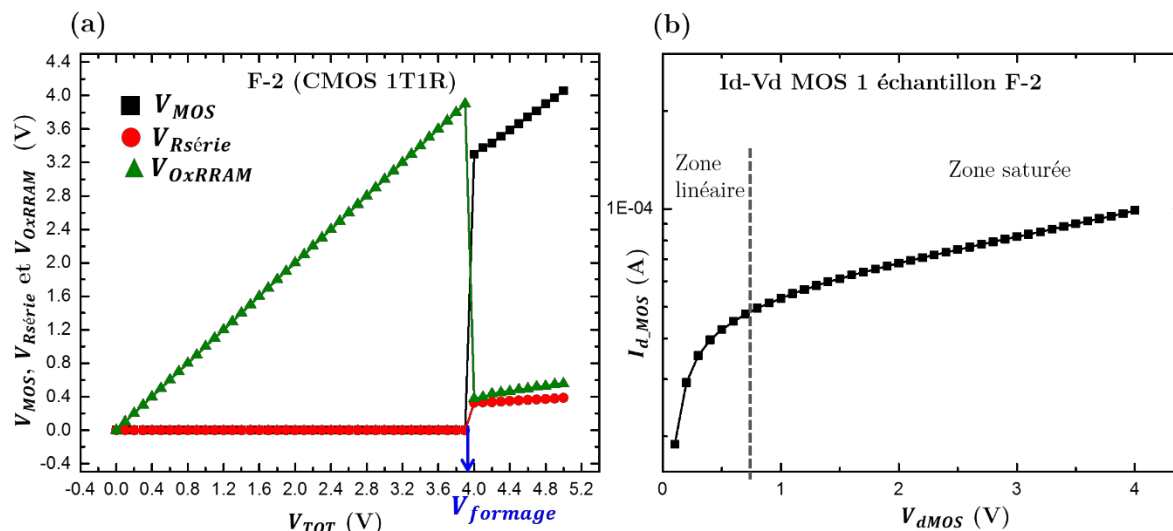 (a)
F-2 (CMOS 1T1R)
V_MOS
V_Rsérie
V_OxRRAM
V_MOS, V_Rsérie et V_OxRRAM (V)
4.4
4.0
3.6
3.2
2.8
2.4
2.0
1.6
1.2
0.8
0.4
0.0
-0.4
-0.4 0.0 0.4 0.8 1.2 1.6 2.0 2.4 2.8 3.2 3.6 4.0 4.4 4.8 5.2
V_TOT (V)
V_formage
(b)
Id-Vd MOS 1 échantillon F-2
Zone
linéaire
Zone saturée
1E-04
I_d_MOS (A)
0 1 2 3 4
V_dMOS (V)